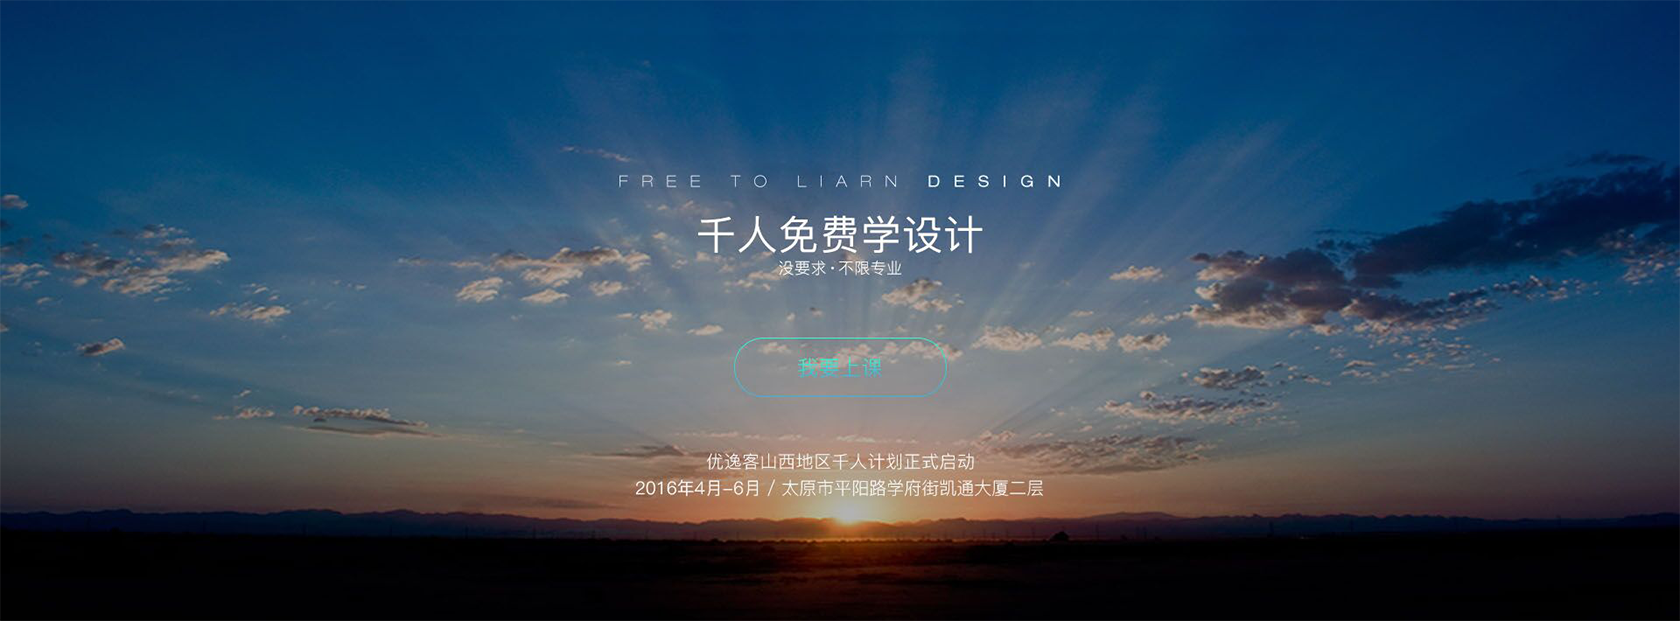 FREE TO LIARN DESIGN
千人免费学设计
没要求·不限专业
我要上课
优逸客山西地区千人计划正式启动
2016年4月-6月 / 太原市平阳路学府街凯通大厦二层